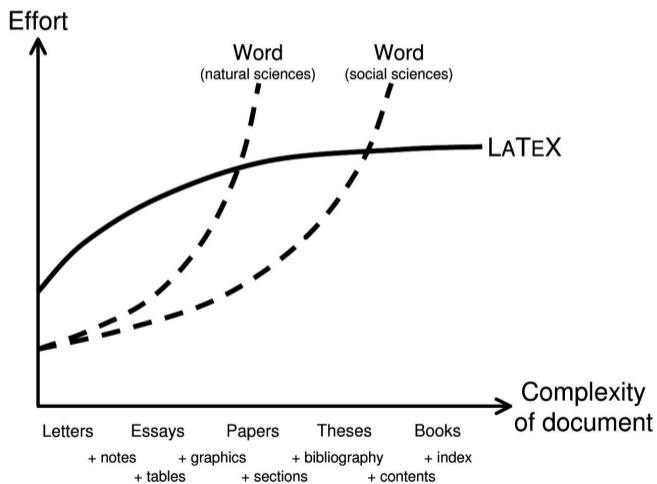 Effort
Word
(natural sciences)
Word
(social sciences)
LATEX
Complexity
of document
Letters Essays Papers Theses Books
+ notes + graphics + bibliography + index
+ tables + sections + contents